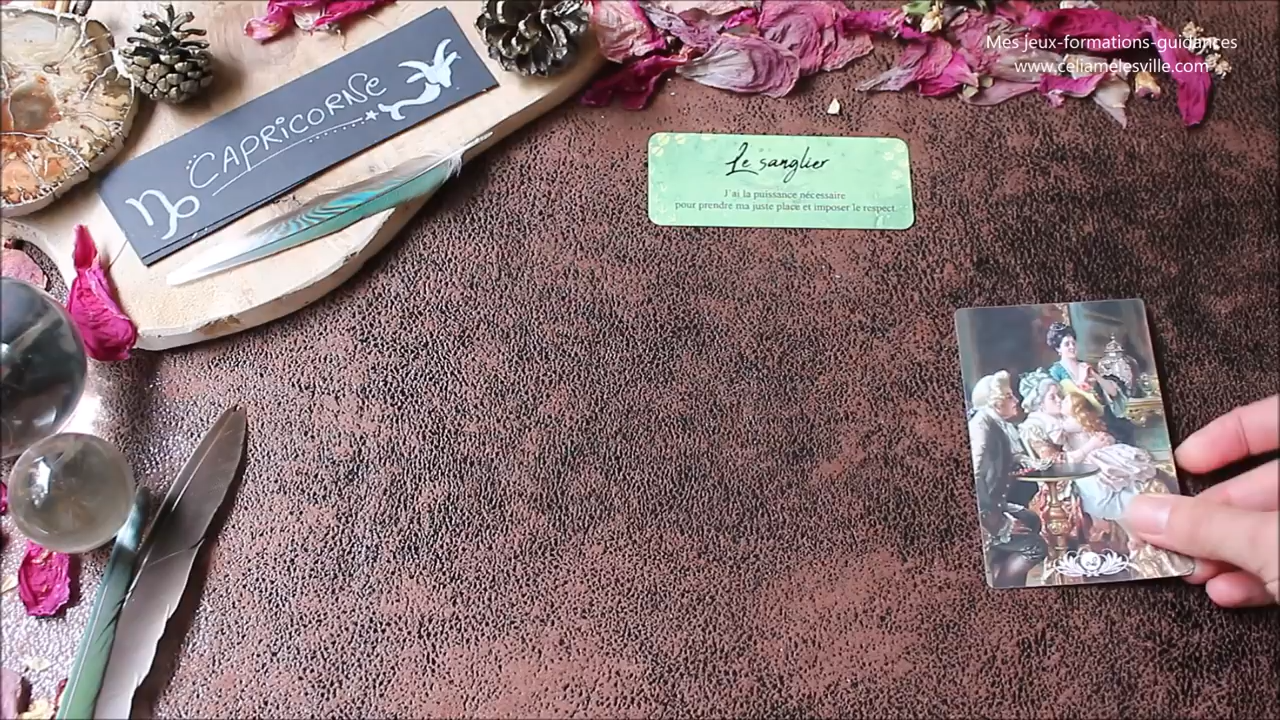 Mes jeux-formations-guidances
www.celiamelesville.com
CAPRICORNE
Le sanglier
J'ai la puissance nécessaire
pour prendre ma juste place et imposer le respect.